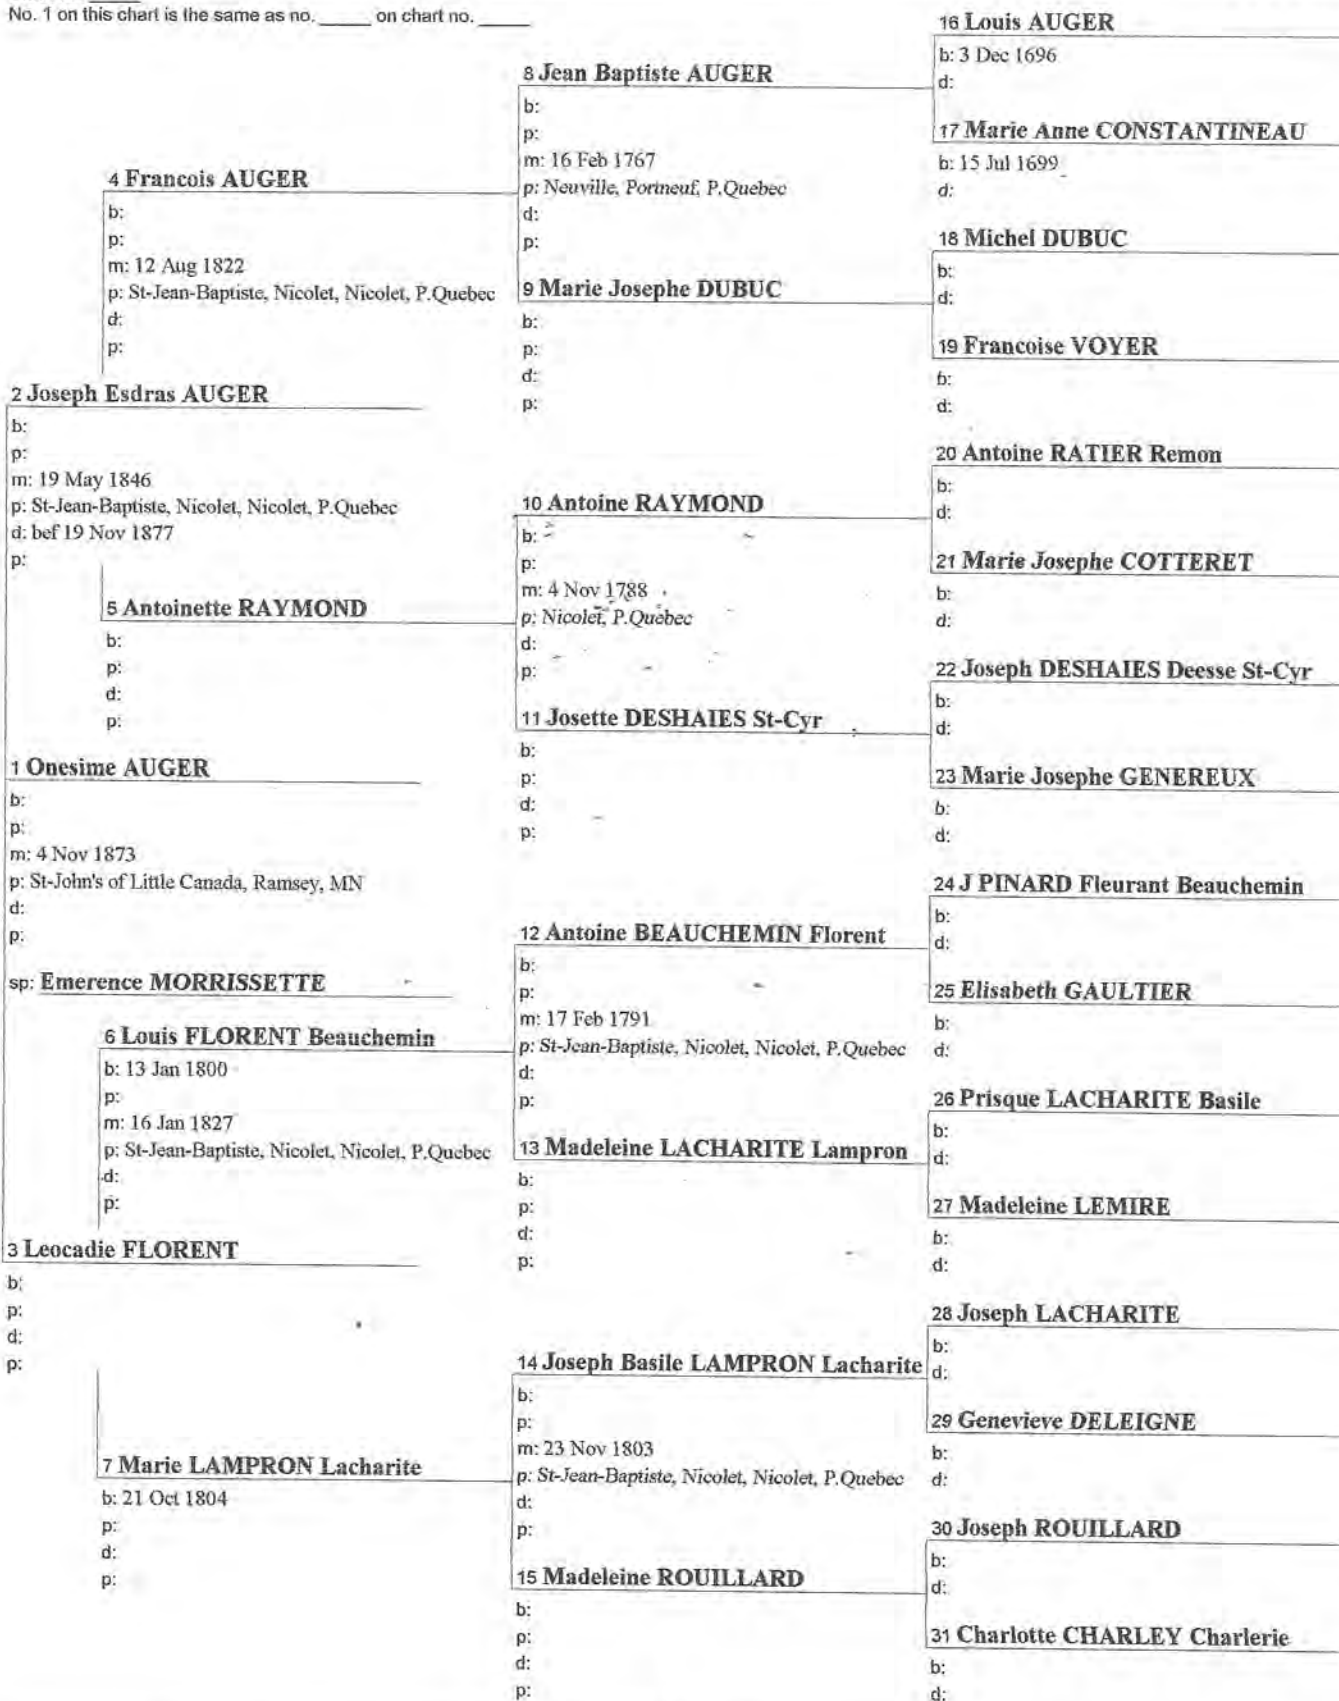 No. 1 on this chart is the same as no. _____ on chart no. _____
16 Louis AUGER
b: 3 Dec 1696
d:
8 Jean Baptiste AUGER
b:
p:
m: 16 Feb 1767
p: Neuville, Portneuf, P.Quebec
d:
p:
17 Marie Anne CONSTANTINEAU
b: 15 Jul 1699
d:
4 Francois AUGER
b:
p:
m: 12 Aug 1822
p: St-Jean-Baptiste, Nicolet, Nicolet, P.Quebec
d:
p:
18 Michel DUBUC
b:
d:
9 Marie Josephe DUBUC
b:
p:
d:
p:
19 Francoise VOYER
b:
d:
2 Joseph Esdras AUGER
b:
p:
m: 19 May 1846
p: St-Jean-Baptiste, Nicolet, Nicolet, P.Quebec
d: bef 19 Nov 1877
p:
20 Antoine RATIER Remon
b:
d:
10 Antoine RAYMOND
b:
p:
m: 4 Nov 1788
p: Nicolet, P.Quebec
d:
p:
21 Marie Josephe COTTERET
b:
d:
5 Antoinette RAYMOND
b:
p:
d:
p:
22 Joseph DESHAIES Deesse St-Cyr
b:
d:
11 Josette DESHAIES St-Cyr
b:
p:
d:
p:
23 Marie Josephe GENEREUX
b:
d:
1 Onesime AUGER
b:
p:
m: 4 Nov 1873
p: St-John's of Little Canada, Ramsey, MN
d:
p:
sp: Emerence MORRISSETTE
24 J PINARD Fleurant Beauchemin
b:
d:
12 Antoine BEAUCHEMIN Florent
b:
p:
m: 17 Feb 1791
p: St-Jean-Baptiste, Nicolet, Nicolet, P.Quebec
d:
p:
25 Elisabeth GAULTIER
b:
d:
6 Louis FLORENT Beauchemin
b: 13 Jan 1800
p:
m: 16 Jan 1827
p: St-Jean-Baptiste, Nicolet, Nicolet, P.Quebec
d:
p:
26 Prisque LACHARITE Basile
b:
d:
13 Madeleine LACHARITE Lampron
b:
p:
d:
p:
27 Madeleine LEMIRE
b:
d:
3 Leocadie FLORENT
b:
p:
d:
p:
28 Joseph LACHARITE
b:
d:
14 Joseph Basile LAMPRON Lacharite
b:
p:
m: 23 Nov 1803
p: St-Jean-Baptiste, Nicolet, Nicolet, P.Quebec
d:
p:
29 Genevieve DELEIGNE
b:
d:
7 Marie LAMPRON Lacharite
b: 21 Oct 1804
p:
d:
p:
30 Joseph ROUILLARD
b:
d:
15 Madeleine ROUILLARD
b:
p:
d:
p:
31 Charlotte CHARLEY Charlerie
b:
d: